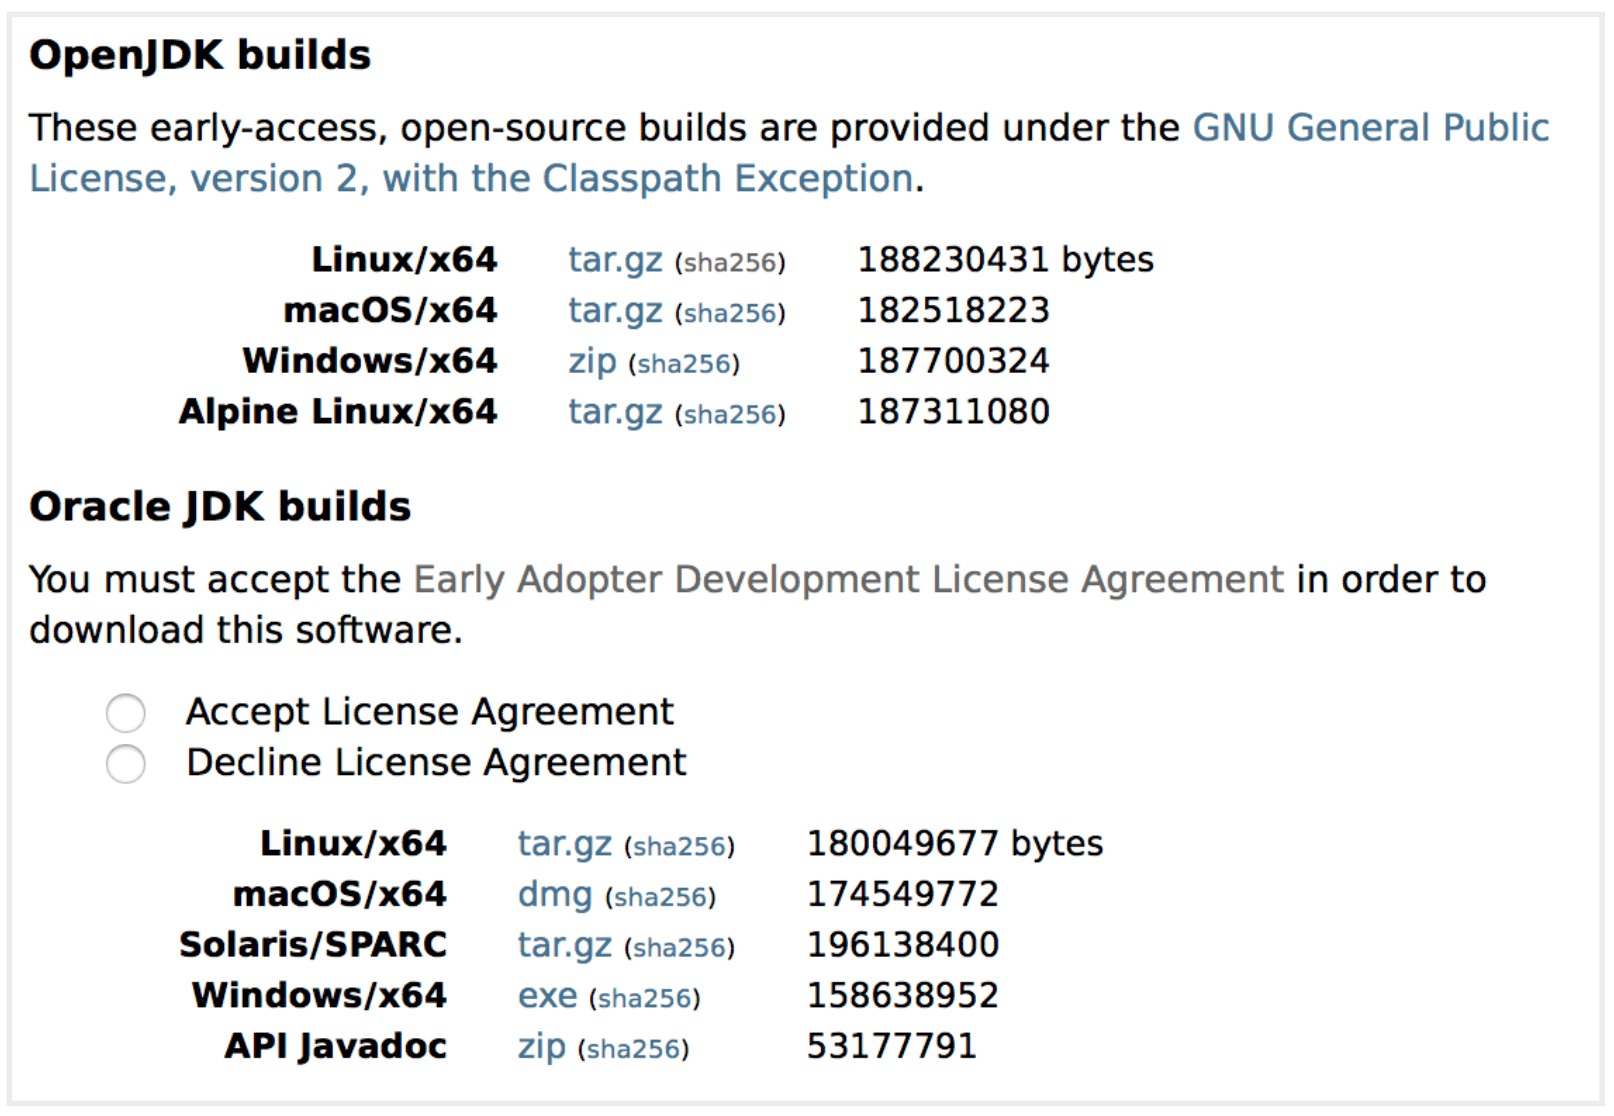 OpenJDK builds
These early-access, open-source builds are provided under the GNU General Public
License, version 2, with the Classpath Exception.
Linux/x64 tar.gz (sha256) 188230431 bytes
macOS/x64 tar.gz (sha256) 182518223
Windows/x64 zip (sha256) 187700324
Alpine Linux/x64 tar.gz (sha256) 187311080
Oracle JDK builds
You must accept the Early Adopter Development License Agreement in order to
download this software.
Accept License Agreement
Decline License Agreement
Linux/x64 tar.gz (sha256) 180049677 bytes
macOS/x64 dmg (sha256) 174549772
Solaris/SPARC tar.gz (sha256) 196138400
Windows/x64 exe (sha256) 158638952
API Javadoc zip (sha256) 53177791